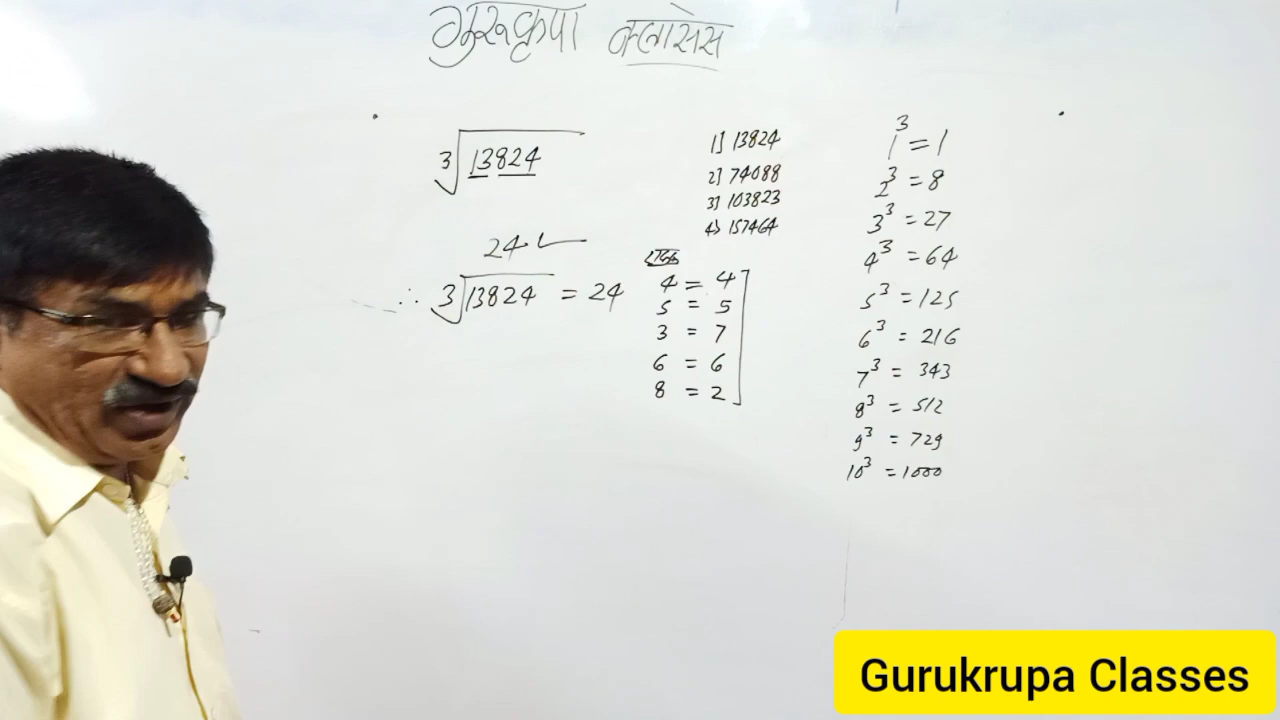 गुरुकृपा क्लासेस
∛13824
24 ✓
∴ ∛13824 = 24
1] 13824
2] 74088
3] 103823
4) 157464
4 = 4
5 = 5
3 = 7
6 = 6
8 = 2
1³ = 1
2³ = 8
3³ = 27
4³ = 64
5³ = 125
6³ = 216
7³ = 343
8³ = 512
9³ = 729
10³ = 1000
Gurukrupa Classes